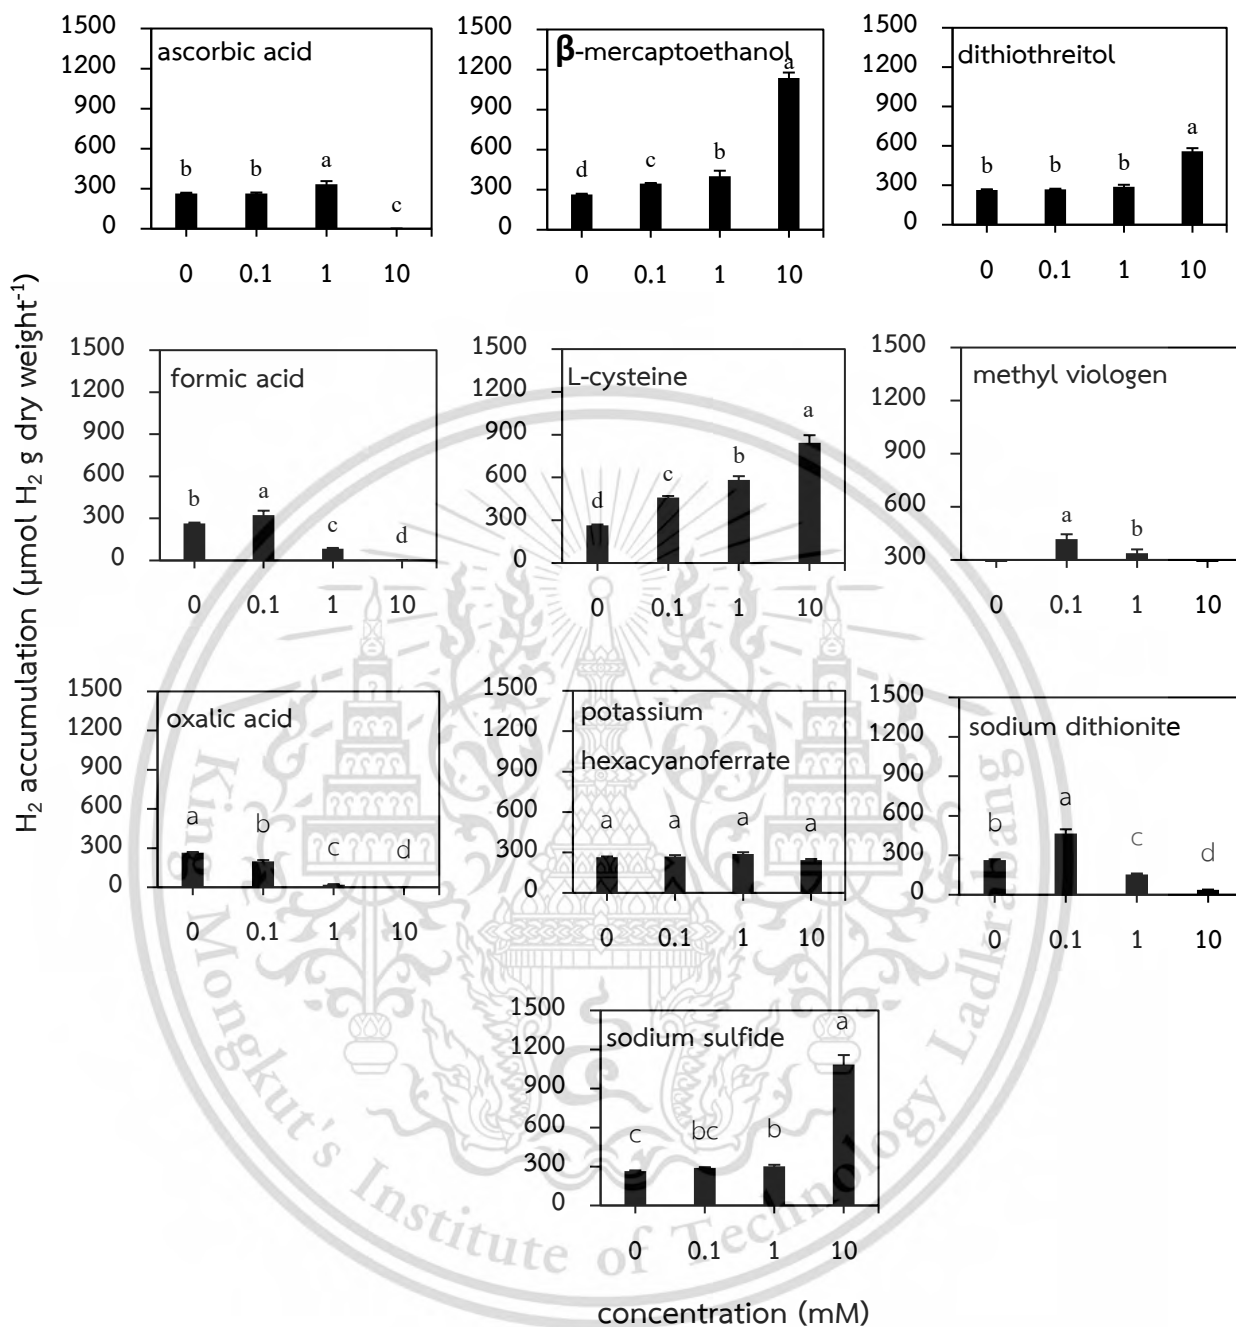 H₂ accumulation (µmol H₂ g dry weight⁻¹)
1500
1200
900
600
300
0
ascorbic acid
b
b
a
c
0
0.1
1
10
1500
1200
900
600
300
0
β-mercaptoethanol
d
c
b
a
0
0.1
1
10
1500
1200
900
600
300
0
dithiothreitol
b
b
b
a
0
0.1
1
10
1500
1200
900
600
300
0
formic acid
b
a
c
d
0
0.1
1
10
1500
1200
900
600
300
0
L-cysteine
d
c
b
a
0
0.1
1
10
1500
1200
900
600
300
methyl viologen
a
b
0
0.1
1
10
1500
1200
900
600
300
0
oxalic acid
a
b
c
d
0
0.1
1
10
1500
1200
900
600
300
0
potassium
hexacyanoferrate
a
a
a
a
0
0.1
1
10
1500
1200
900
600
300
0
sodium dithionite
b
a
c
d
0
0.1
1
10
1500
1200
900
600
300
0
sodium sulfide
c
bc
b
a
0
0.1
1
10
concentration (mM)
King Mongkut's Institute of Technology Ladkrabang